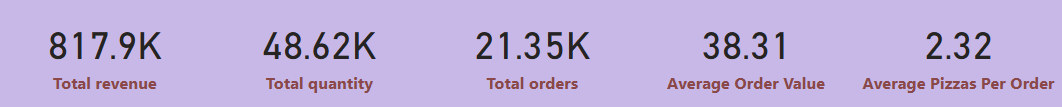 817.9K 48.62K 21.35K 38.31 2.32
Total revenue Total quantity Total orders Average Order Value Average Pizzas Per Order